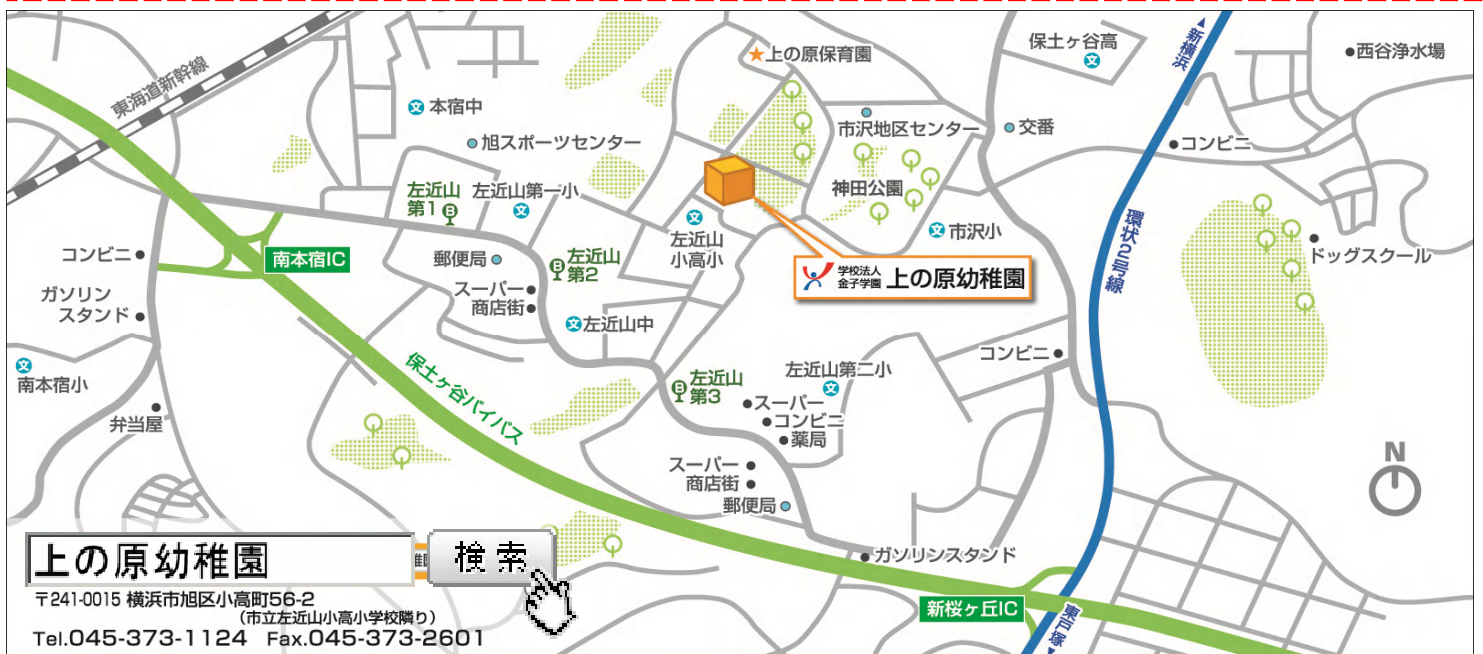 東海道新幹線
上の原保育園
保土ヶ谷高
文
▲新横浜
西谷浄水場
文 本宿中
旭スポーツセンター
市沢地区センター
交番
コンビニ
左近山
第1
B
左近山第一小
文
神田公園
文
左近山
小高小
文 市沢小
環状2号線
ドッグスクール
コンビニ
南本宿IC
郵便局
B
左近山
第2
学校法人
金子学園
上の原幼稚園
ガソリン
スタンド
スーパー
商店街
文 左近山中
文
南本宿小
保土ヶ谷バイパス
B
左近山
第3
左近山第二小
文
コンビニ
弁当屋
スーパー
コンビニ
薬局
スーパー
商店街
郵便局
N
ガソリンスタンド
新桜ヶ丘IC
東戸塚▼
上の原幼稚園
検索
〒241-0015 横浜市旭区小高町56-2
(市立左近山小高小学校隣り)
Tel.045-373-1124 Fax.045-373-2601